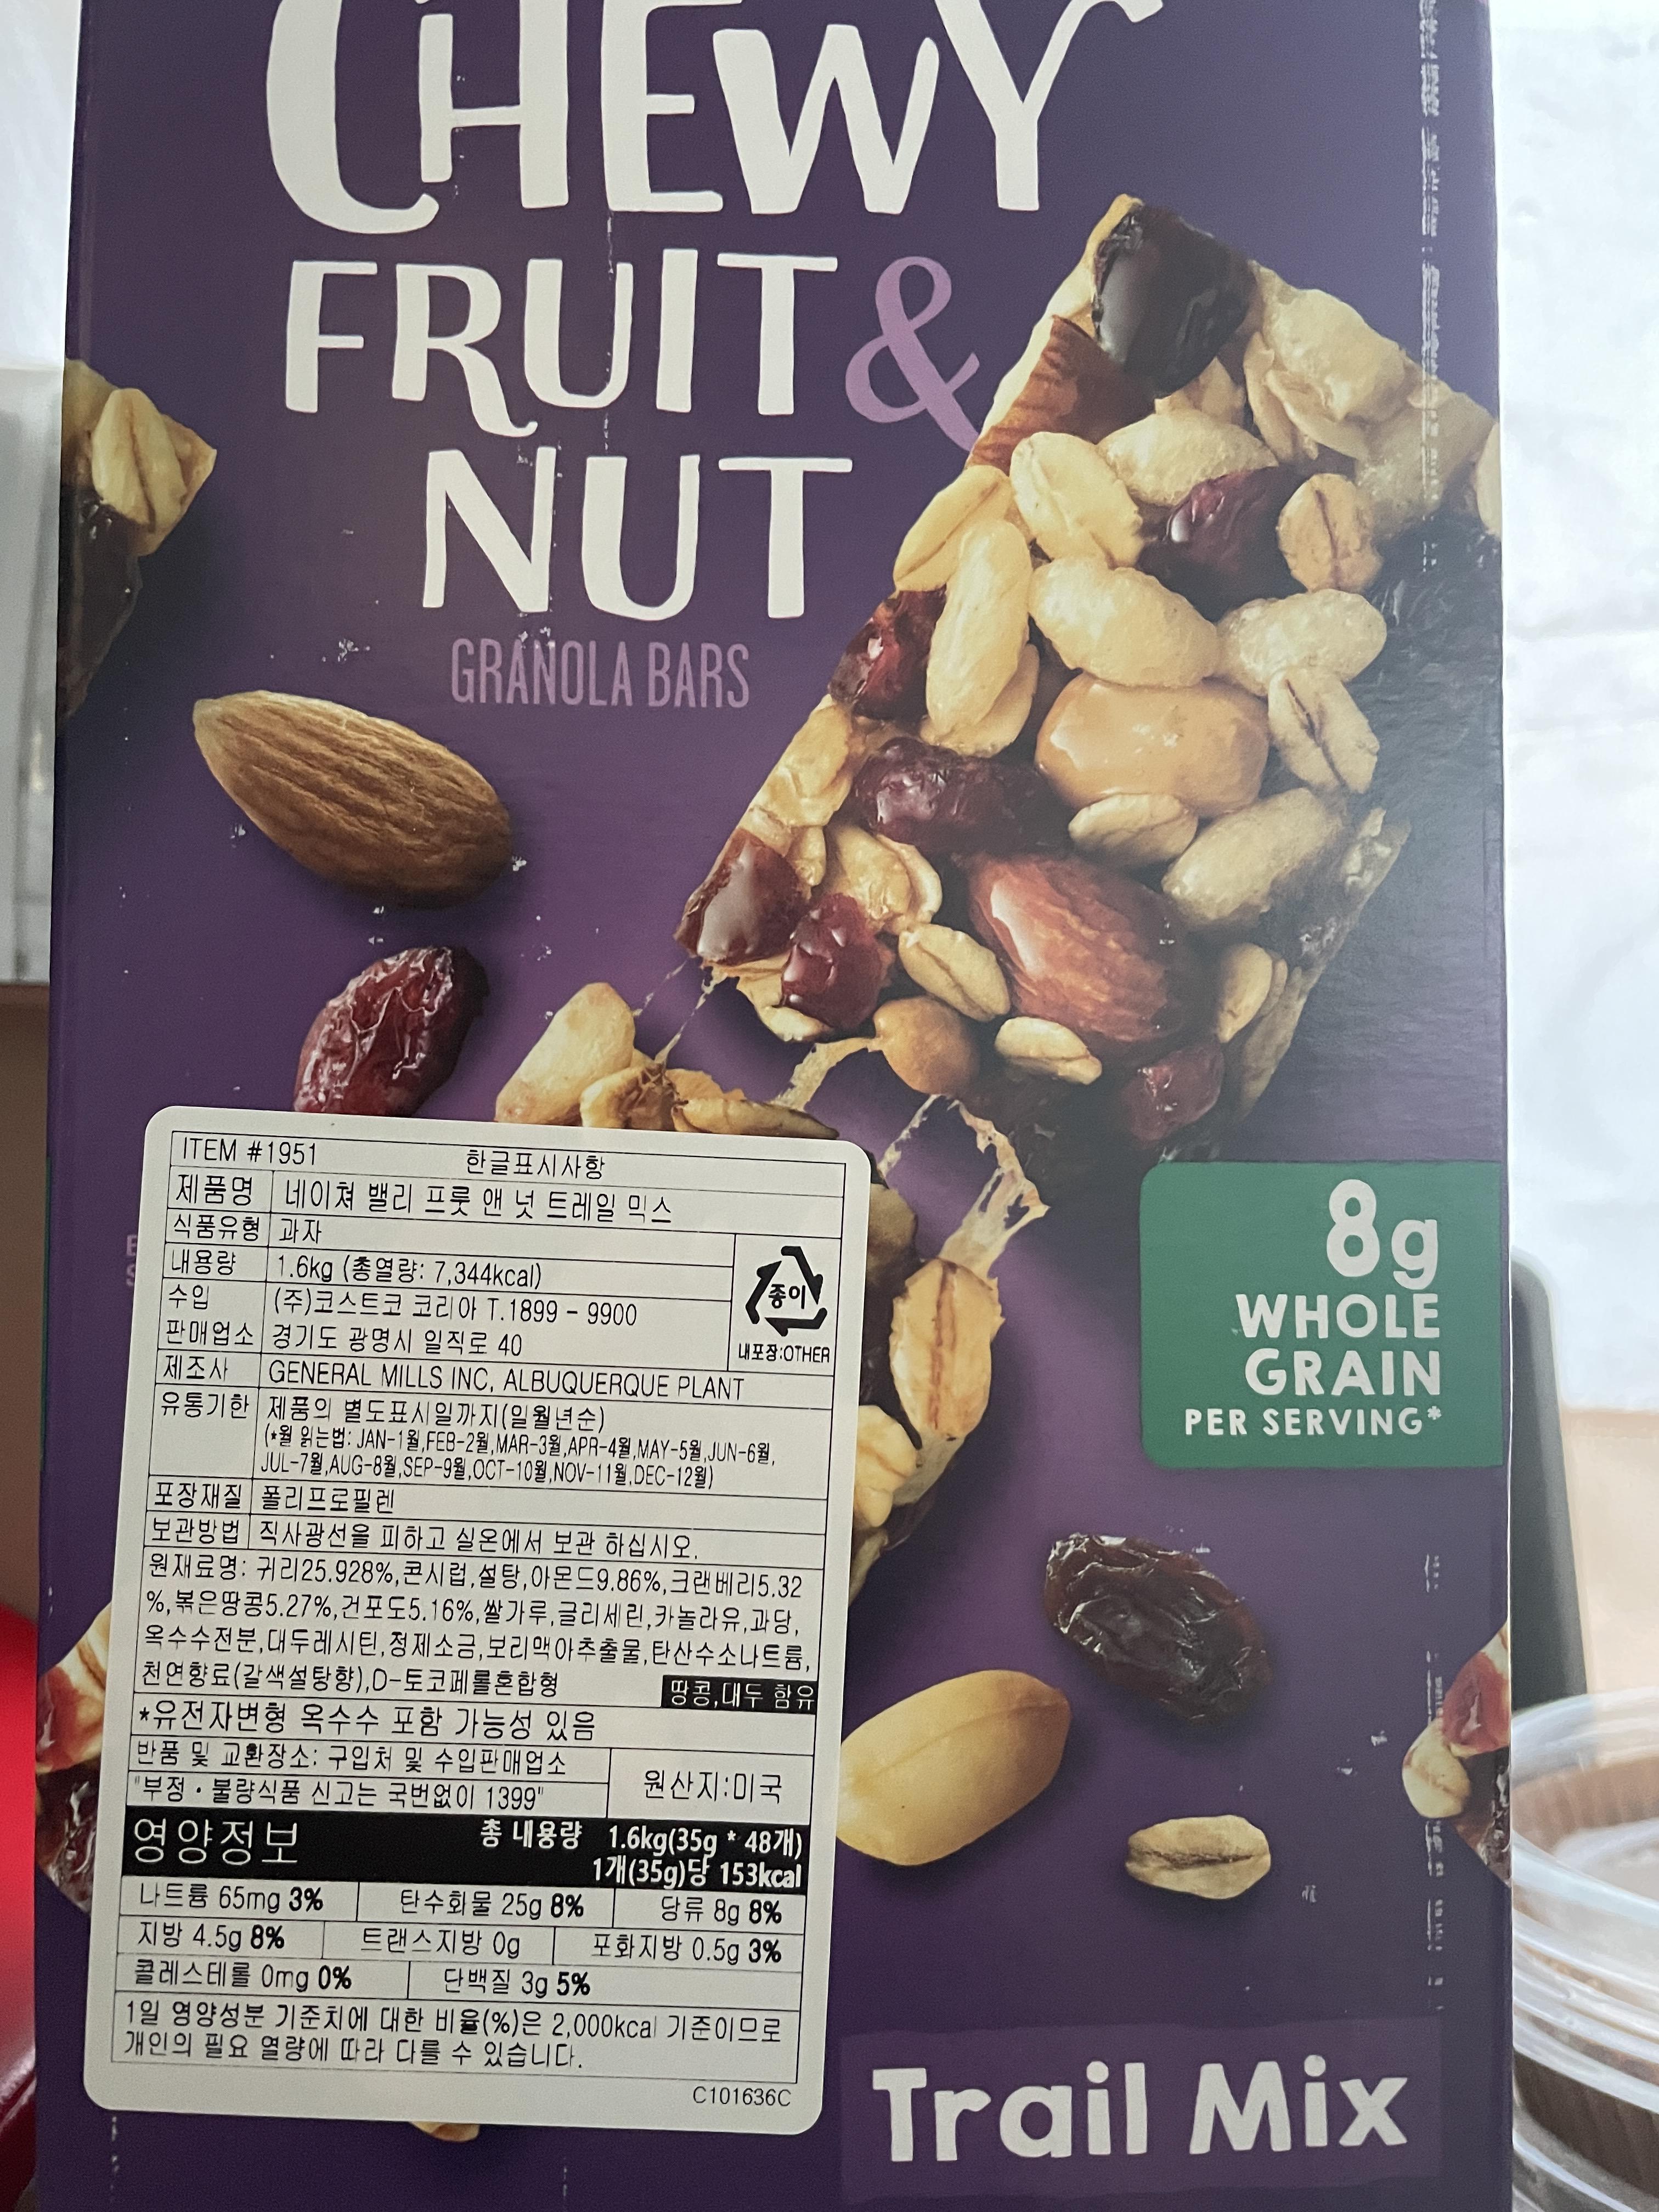 CHEWY
FRUIT &
NUT
GRANOLA BARS
8g
WHOLE
GRAIN
PER SERVING*
ITEM #1951 한글표시사항
제품명 네이쳐 밸리 프룻 앤 넛 트레일 믹스
식품유형 과자
내용량 1.6kg (총열량: 7,344kcal)
수입 (주)코스트코 코리아 T.1899 - 9900
판매업소 경기도 광명시 일직로 40
종이
내포장:OTHER
제조사 GENERAL MILLS INC, ALBUQUERQUE PLANT
유통기한 제품의 별도표시일까지(일월년순)
(*월 읽는법: JAN-1월,FEB-2월,MAR-3월,APR-4월,MAY-5월,JUN-6월,
JUL-7월,AUG-8월,SEP-9월,OCT-10월,NOV-11월,DEC-12월)
포장재질 폴리프로필렌
보관방법 직사광선을 피하고 실온에서 보관 하십시오.
원재료명: 귀리25.928%,콘시럽,설탕,아몬드9.86%,크랜베리5.32
%,볶은땅콩5.27%,건포도5.16%,쌀가루,글리세린,카놀라유,과당,
옥수수전분,대두레시틴,정제소금,보리맥아추출물,탄산수소나트륨,
천연향료(갈색설탕향),D-토코페롤혼합형 땅콩,대두 함유
*유전자변형 옥수수 포함 가능성 있음
반품 및 교환장소: 구입처 및 수입판매업소
"부정·불량식품 신고는 국번없이 1399"
원산지:미국
영양정보 총 내용량 1.6kg(35g * 48개)
1개(35g)당 153kcal
나트륨 65mg 3% 탄수화물 25g 8% 당류 8g 8%
지방 4.5g 8% 트랜스지방 0g 포화지방 0.5g 3%
콜레스테롤 0mg 0% 단백질 3g 5%
1일 영양성분 기준치에 대한 비율(%)은 2,000kcal 기준이므로
개인의 필요 열량에 따라 다를 수 있습니다.
C101636C
Trail Mix